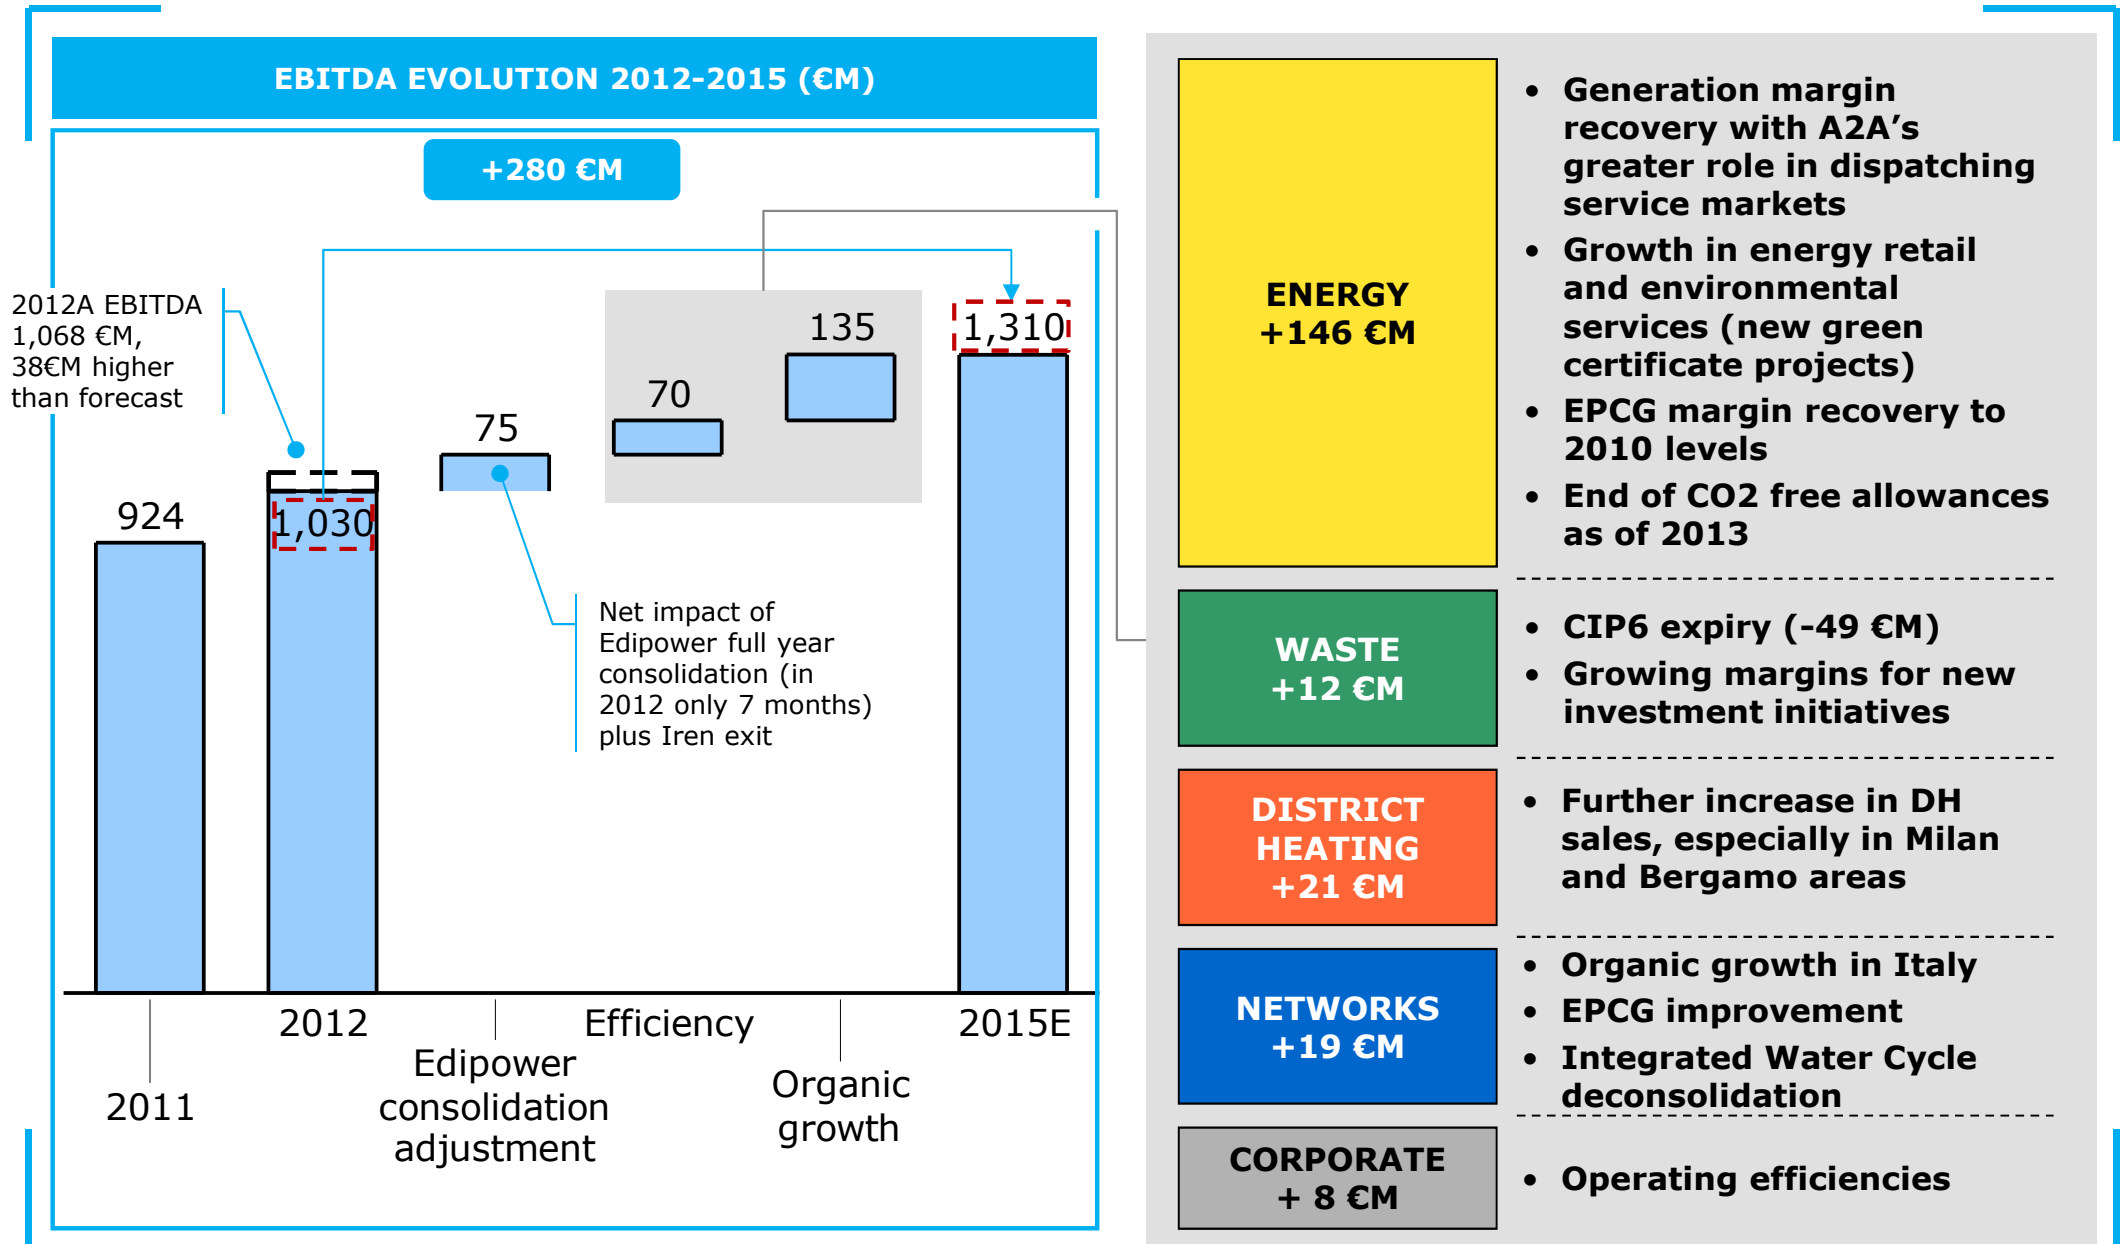 EBITDA EVOLUTION 2012-2015 (€M)
+280 €M
2012A EBITDA
1,068 €M,
38€M higher
than forecast
924
1,030
75
70
135
1,310
Net impact of
Edipower full year
consolidation (in
2012 only 7 months)
plus Iren exit
2011
2012
Edipower
consolidation
adjustment
Efficiency
Organic
growth
2015E
ENERGY
+146 €M
• Generation margin
recovery with A2A’s
greater role in dispatching
service markets
• Growth in energy retail
and environmental
services (new green
certificate projects)
• EPCG margin recovery to
2010 levels
• End of CO2 free allowances
as of 2013
WASTE
+12 €M
• CIP6 expiry (-49 €M)
• Growing margins for new
investment initiatives
DISTRICT
HEATING
+21 €M
• Further increase in DH
sales, especially in Milan
and Bergamo areas
NETWORKS
+19 €M
• Organic growth in Italy
• EPCG improvement
• Integrated Water Cycle
deconsolidation
CORPORATE
+ 8 €M
• Operating efficiencies